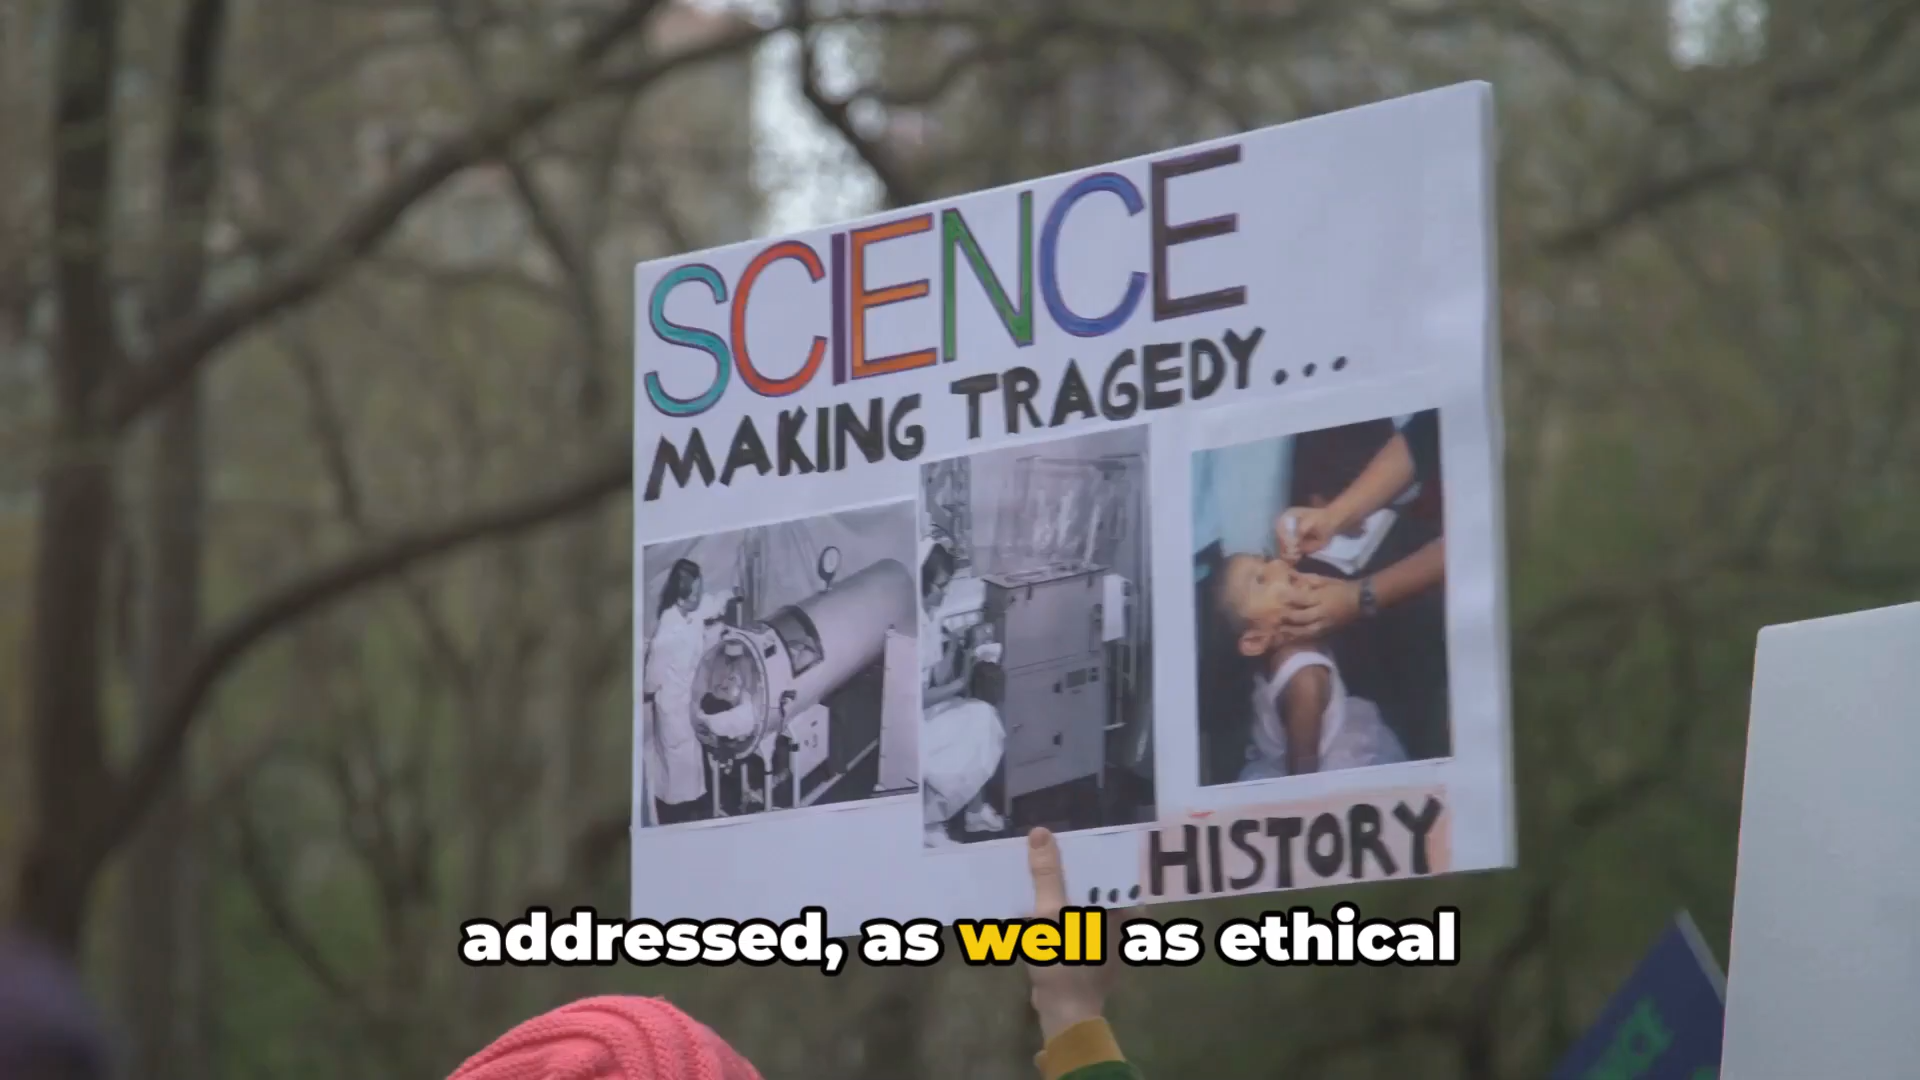 SCIENCE
MAKING TRAGEDY...
...HISTORY
addressed, as well as ethical